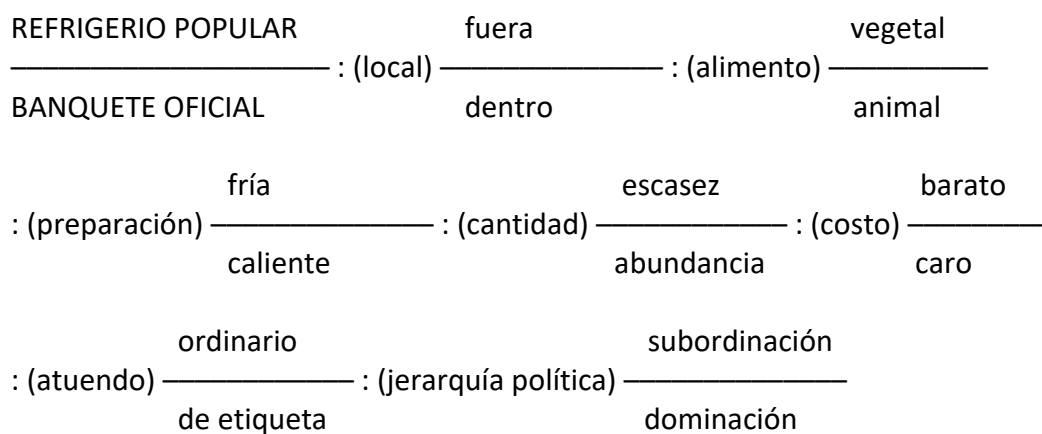 REFRIGERIO POPULAR fuera vegetal
——————————————— : (local) ——————————— : (alimento) ————————
BANQUETE OFICIAL dentro animal
fría escasez barato
: (preparación) ——————————— : (cantidad) ————————— : (costo) ———————
caliente abundancia caro
ordinario subordinación
: (atuendo) ————————— : (jerarquía política) ———————————
de etiqueta dominación